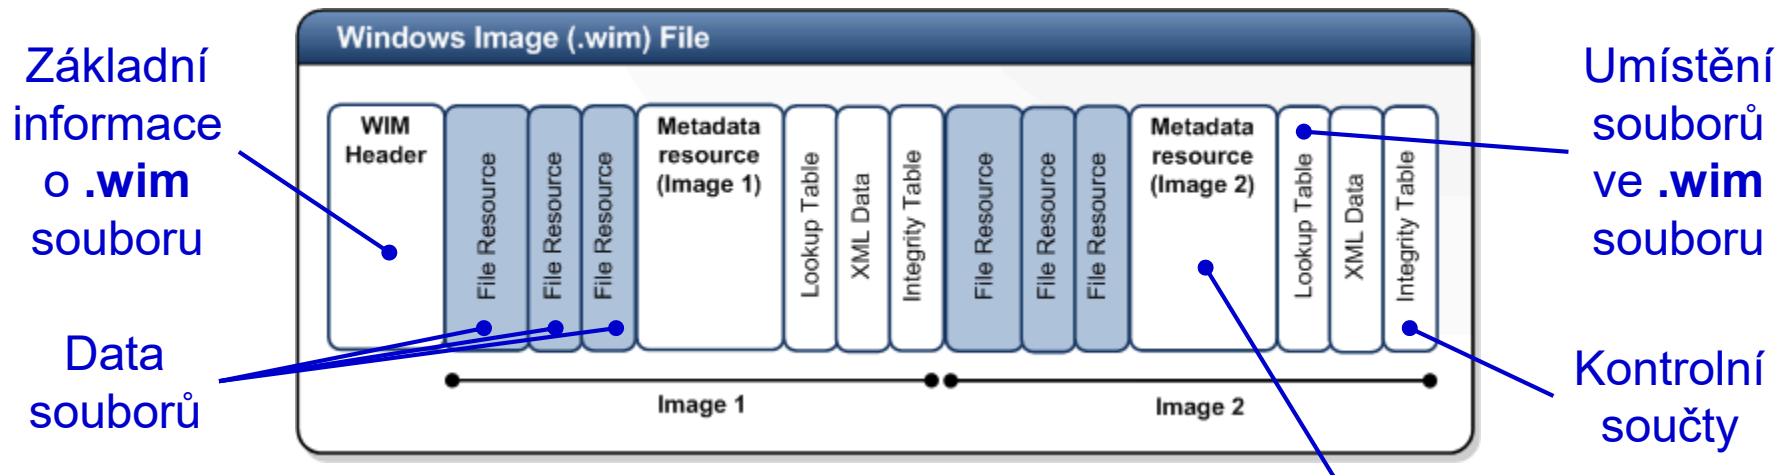 Windows Image (.wim) File
Základní
informace
o .wim
souboru
Data
souborů
WIM
Header
File Resource
File Resource
File Resource
Metadata
resource
(Image 1)
Lookup Table
XML Data
Integrity Table
File Resource
File Resource
File Resource
Metadata
resource
(Image 2)
Lookup Table
XML Data
Integrity Table
Image 1
Image 2
Umístění
souborů
ve .wim
souboru
Kontrolní
součty